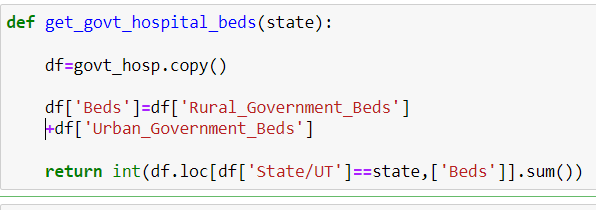 def get_govt_hospital_beds(state):
df=govt_hosp.copy()
df['Beds']=df['Rural_Government_Beds']
+df['Urban_Government_Beds']
return int(df.loc[df['State/UT']==state,['Beds']].sum())